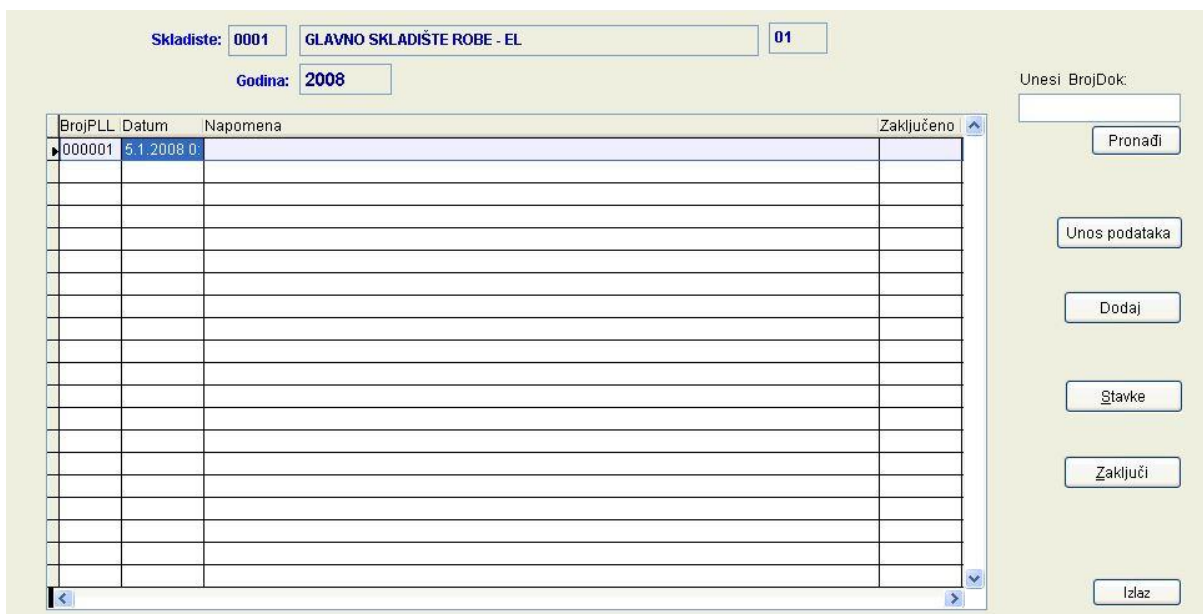 Skladiste: 0001 GLAVNO SKLADIŠTE ROBE - EL 01
Godina: 2008
Unesi BrojDok:
BrojPLL Datum Napomena Zaključeno
Pronađi
000001 5.1.2008 0:
Unos podataka
Dodaj
Stavke
Zaključi
Izlaz